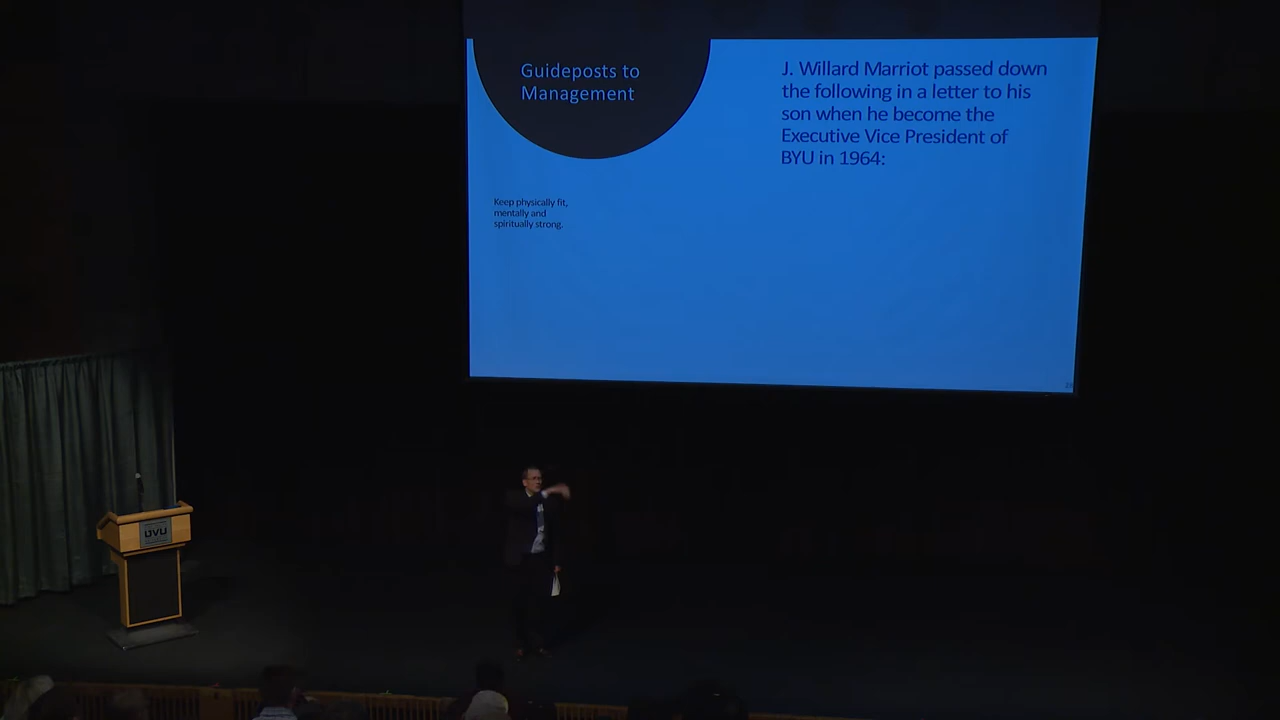 Guideposts to
Management
J. Willard Marriot passed down
the following in a letter to his
son when he become the
Executive Vice President of
BYU in 1964:
Keep physically fit,
mentally and
spiritually strong.
UVU